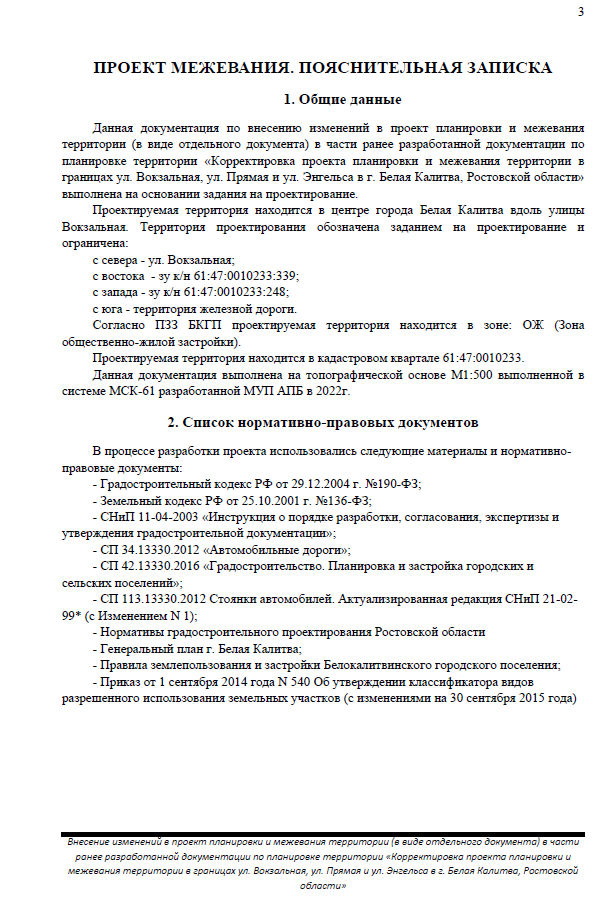 3
ПРОЕКТ МЕЖЕВАНИЯ. ПОЯСНИТЕЛЬНАЯ ЗАПИСКА
1. Общие данные
Данная документация по внесению изменений в проект планировки и межевания
территории (в виде отдельного документа) в части ранее разработанной документации по
планировке территории «Корректировка проекта планировки и межевания территории в
границах ул. Вокзальная, ул. Прямая и ул. Энгельса в г. Белая Калитва, Ростовской области»
выполнена на основании задания на проектирование.
Проектируемая территория находится в центре города Белая Калитва вдоль улицы
Вокзальная. Территория проектирования обозначена заданием на проектирование и
ограничена:
с севера - ул. Вокзальная;
с востока - зу к/н 61:47:0010233:339;
с запада - зу к/н 61:47:0010233:248;
с юга - территория железной дороги.
Согласно ПЗЗ БКГП проектируемая территория находится в зоне: ОЖ (Зона
общественно-жилой застройки).
Проектируемая территория находится в кадастровом квартале 61:47:0010233.
Данная документация выполнена на топографической основе М1:500 выполненной в
системе МСК-61 разработанной МУП АПБ в 2022г.
2. Список нормативно-правовых документов
В процессе разработки проекта использовались следующие материалы и нормативно-
правовые документы:
- Градостроительный кодекс РФ от 29.12.2004 г. №190-ФЗ;
- Земельный кодекс РФ от 25.10.2001 г. №136-ФЗ;
- СНиП 11-04-2003 «Инструкция о порядке разработки, согласования, экспертизы и
утверждения градостроительной документации»;
- СП 34.13330.2012 «Автомобильные дороги»;
- СП 42.13330.2016 «Градостроительство. Планировка и застройка городских и
сельских поселений»;
- СП 113.13330.2012 Стоянки автомобилей. Актуализированная редакция СНиП 21-02-
99* (с Изменением N 1);
- Нормативы градостроительного проектирования Ростовской области
- Генеральный план г. Белая Калитва;
- Правила землепользования и застройки Белокалитвинского городского поселения;
- Приказ от 1 сентября 2014 года N 540 Об утверждении классификатора видов
разрешенного использования земельных участков (с изменениями на 30 сентября 2015 года)
Внесение изменений в проект планировки и межевания территории (в виде отдельного документа) в части
ранее разработанной документации по планировке территории «Корректировка проекта планировки и
межевания территории в границах ул. Вокзальная, ул. Прямая и ул. Энгельса в г. Белая Калитва, Ростовской
области»